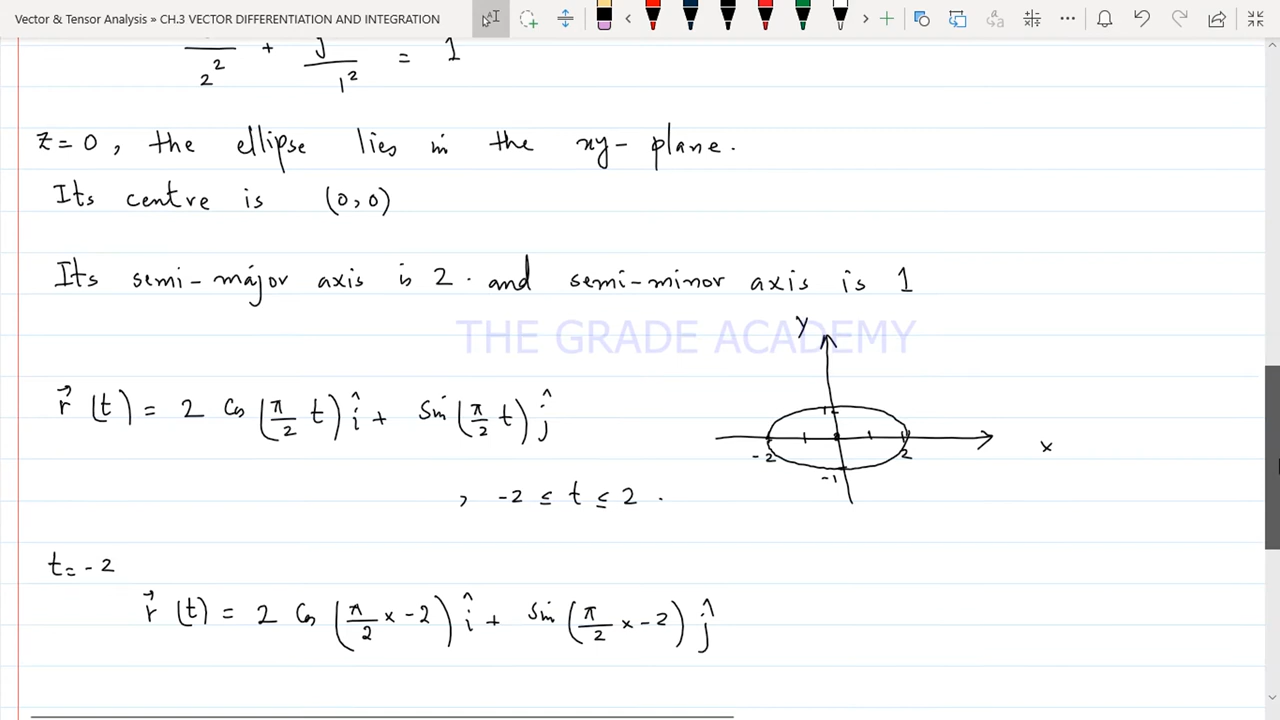 Vector & Tensor Analysis » CH.3 VECTOR DIFFERENTIATION AND INTEGRATION
2² + y 1² = 1
z = 0, the ellipse lies in the xy-plane.
Its centre is (0,0)
Its semi-major axis is 2. and semi-minor axis is 1
THE GRADE ACADEMY
y
r⃗ (t) = 2 Cos (π/2 t) î + Sin (π/2 t) ĵ
1
-2 2 x
-1
, -2 ≤ t ≤ 2 .
t = -2
r⃗ (t) = 2 Cos (π/2 x -2) î + Sin (π/2 x -2) ĵ